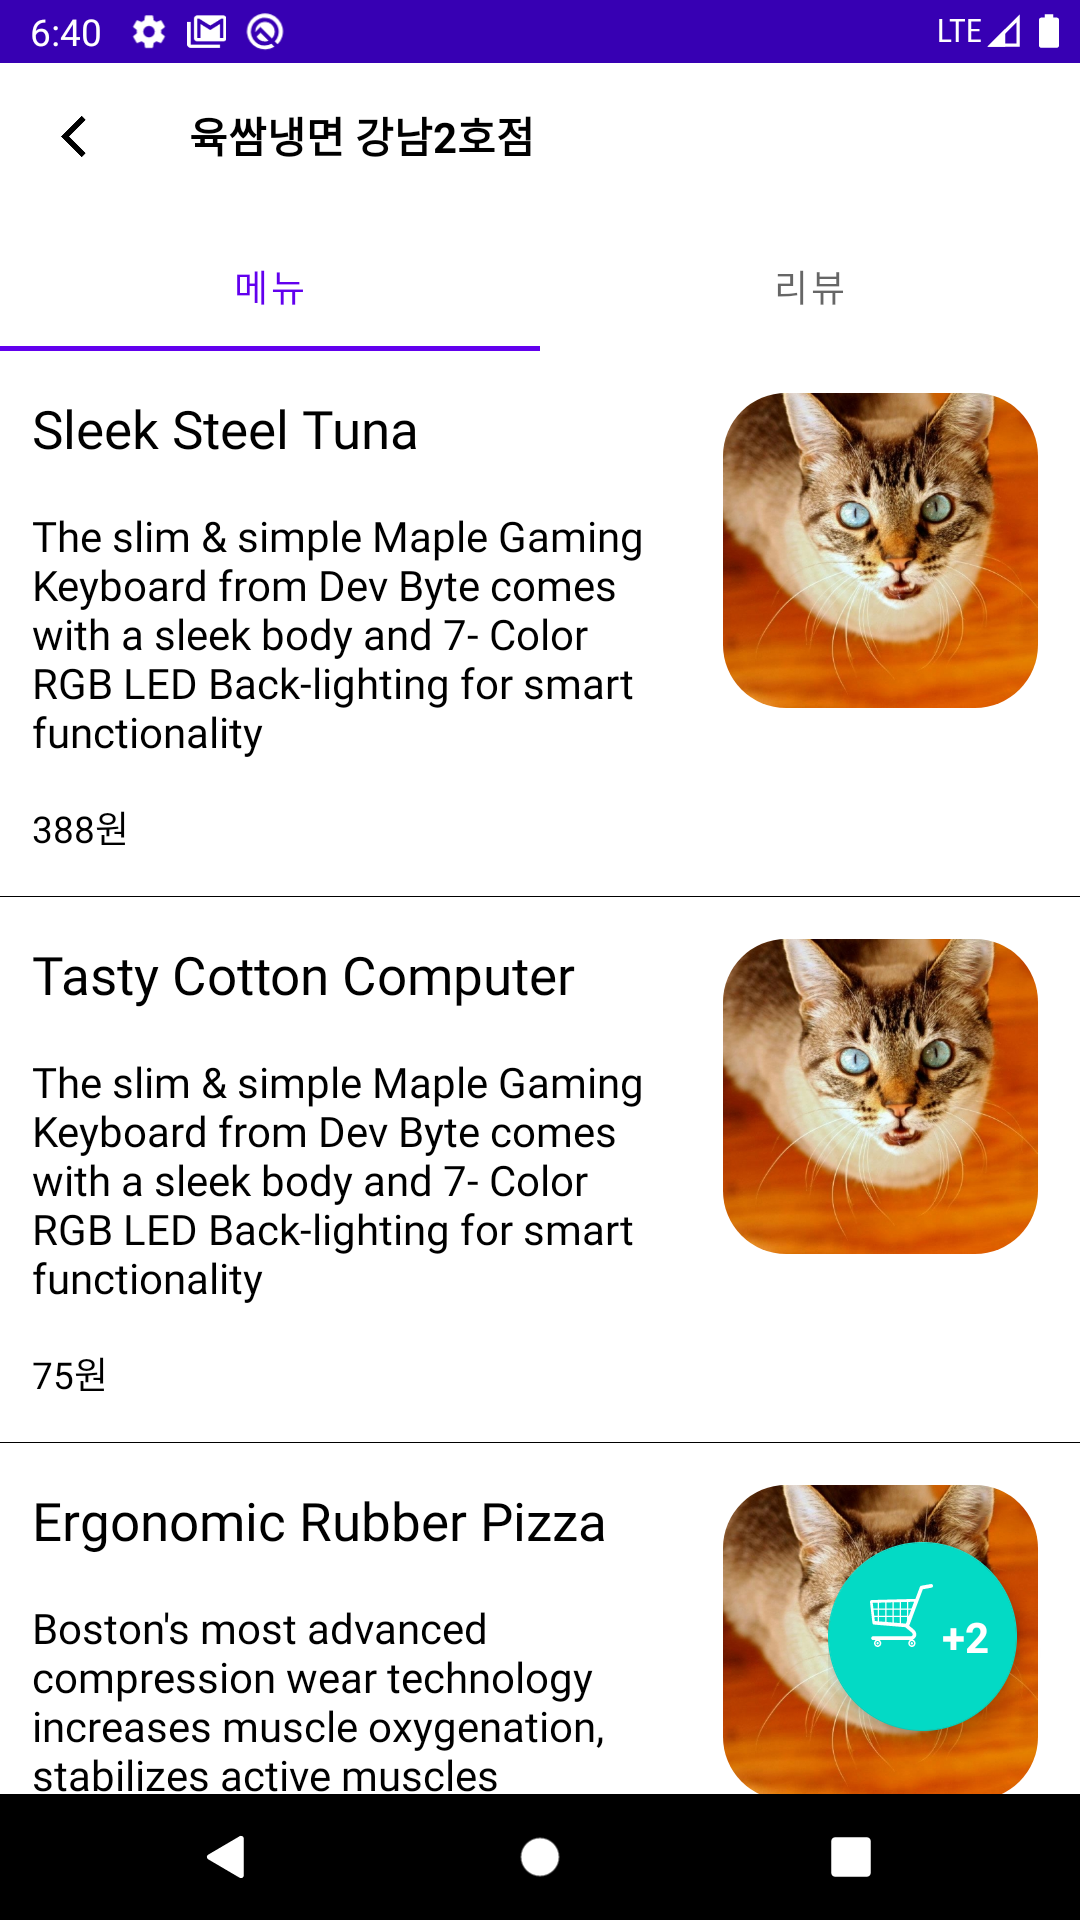 6:40
LTE
육쌈냉면 강남2호점
메뉴
리뷰
Sleek Steel Tuna
The slim & simple Maple Gaming
Keyboard from Dev Byte comes
with a sleek body and 7- Color
RGB LED Back-lighting for smart
functionality
388원
Tasty Cotton Computer
The slim & simple Maple Gaming
Keyboard from Dev Byte comes
with a sleek body and 7- Color
RGB LED Back-lighting for smart
functionality
75원
Ergonomic Rubber Pizza
Boston's most advanced
compression wear technology
increases muscle oxygenation,
stabilizes active muscles
+2